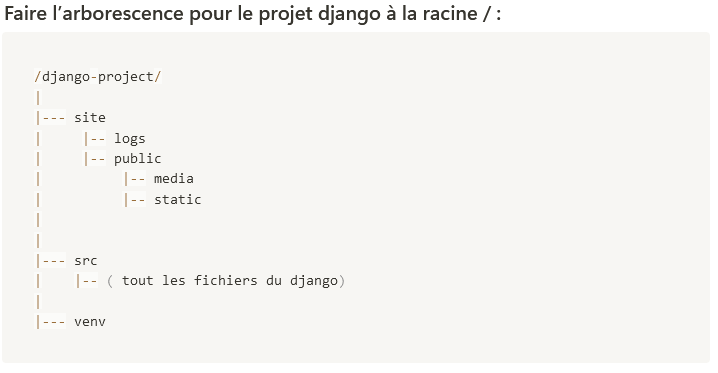 Faire l’arborescence pour le projet django à la racine / :
/django-project/
|
|--- site
|     |-- logs
|     |-- public
|          |-- media
|          |-- static
|
|
|--- src
|    |-- ( tout les fichiers du django)
|
|--- venv